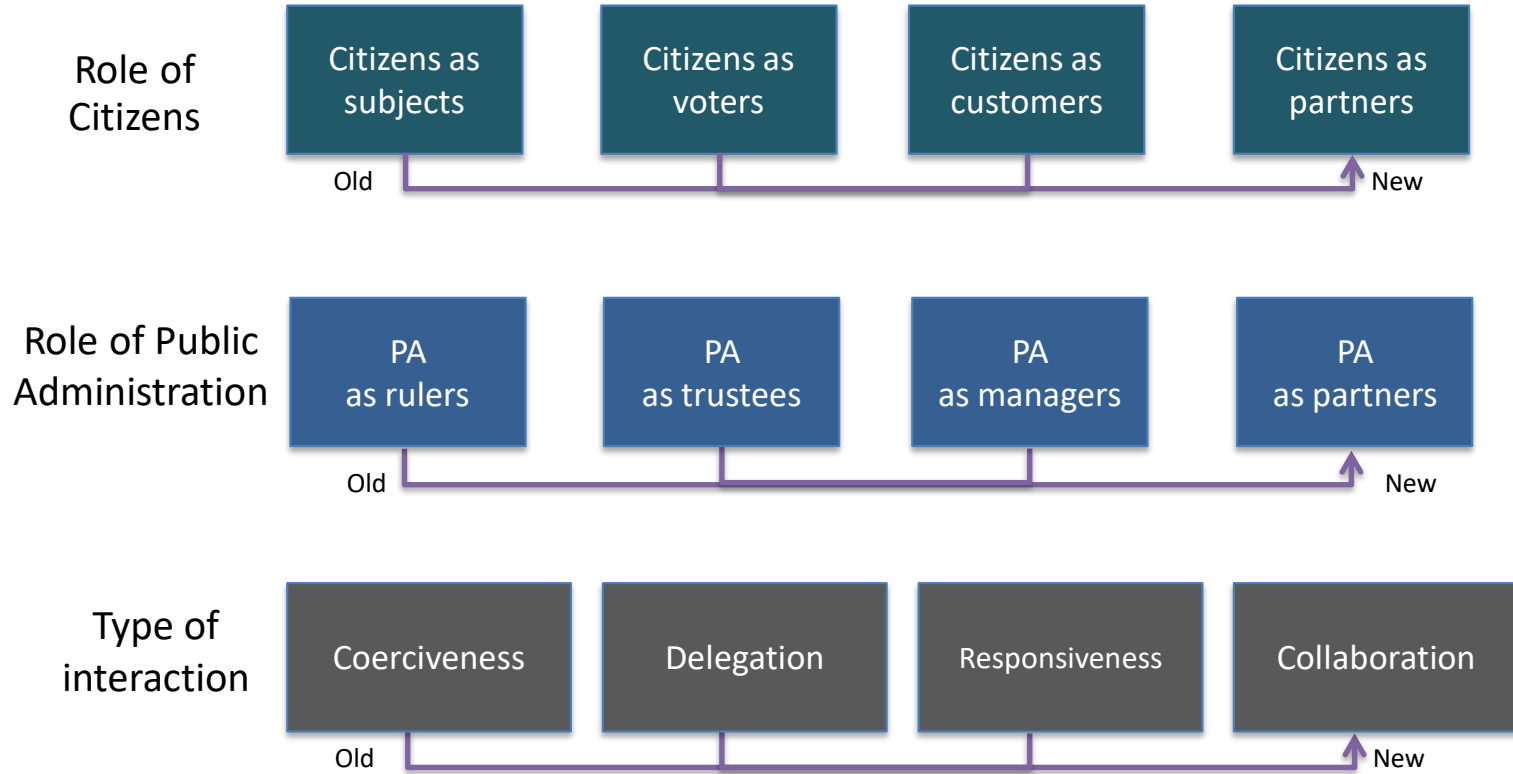 Role of
Citizens
Citizens as
subjects
Citizens as
voters
Citizens as
customers
Citizens as
partners
Old
New
Role of Public
Administration
PA
as rulers
PA
as trustees
PA
as managers
PA
as partners
Old
New
Type of
interaction
Coerciveness
Delegation
Responsiveness
Collaboration
Old
New